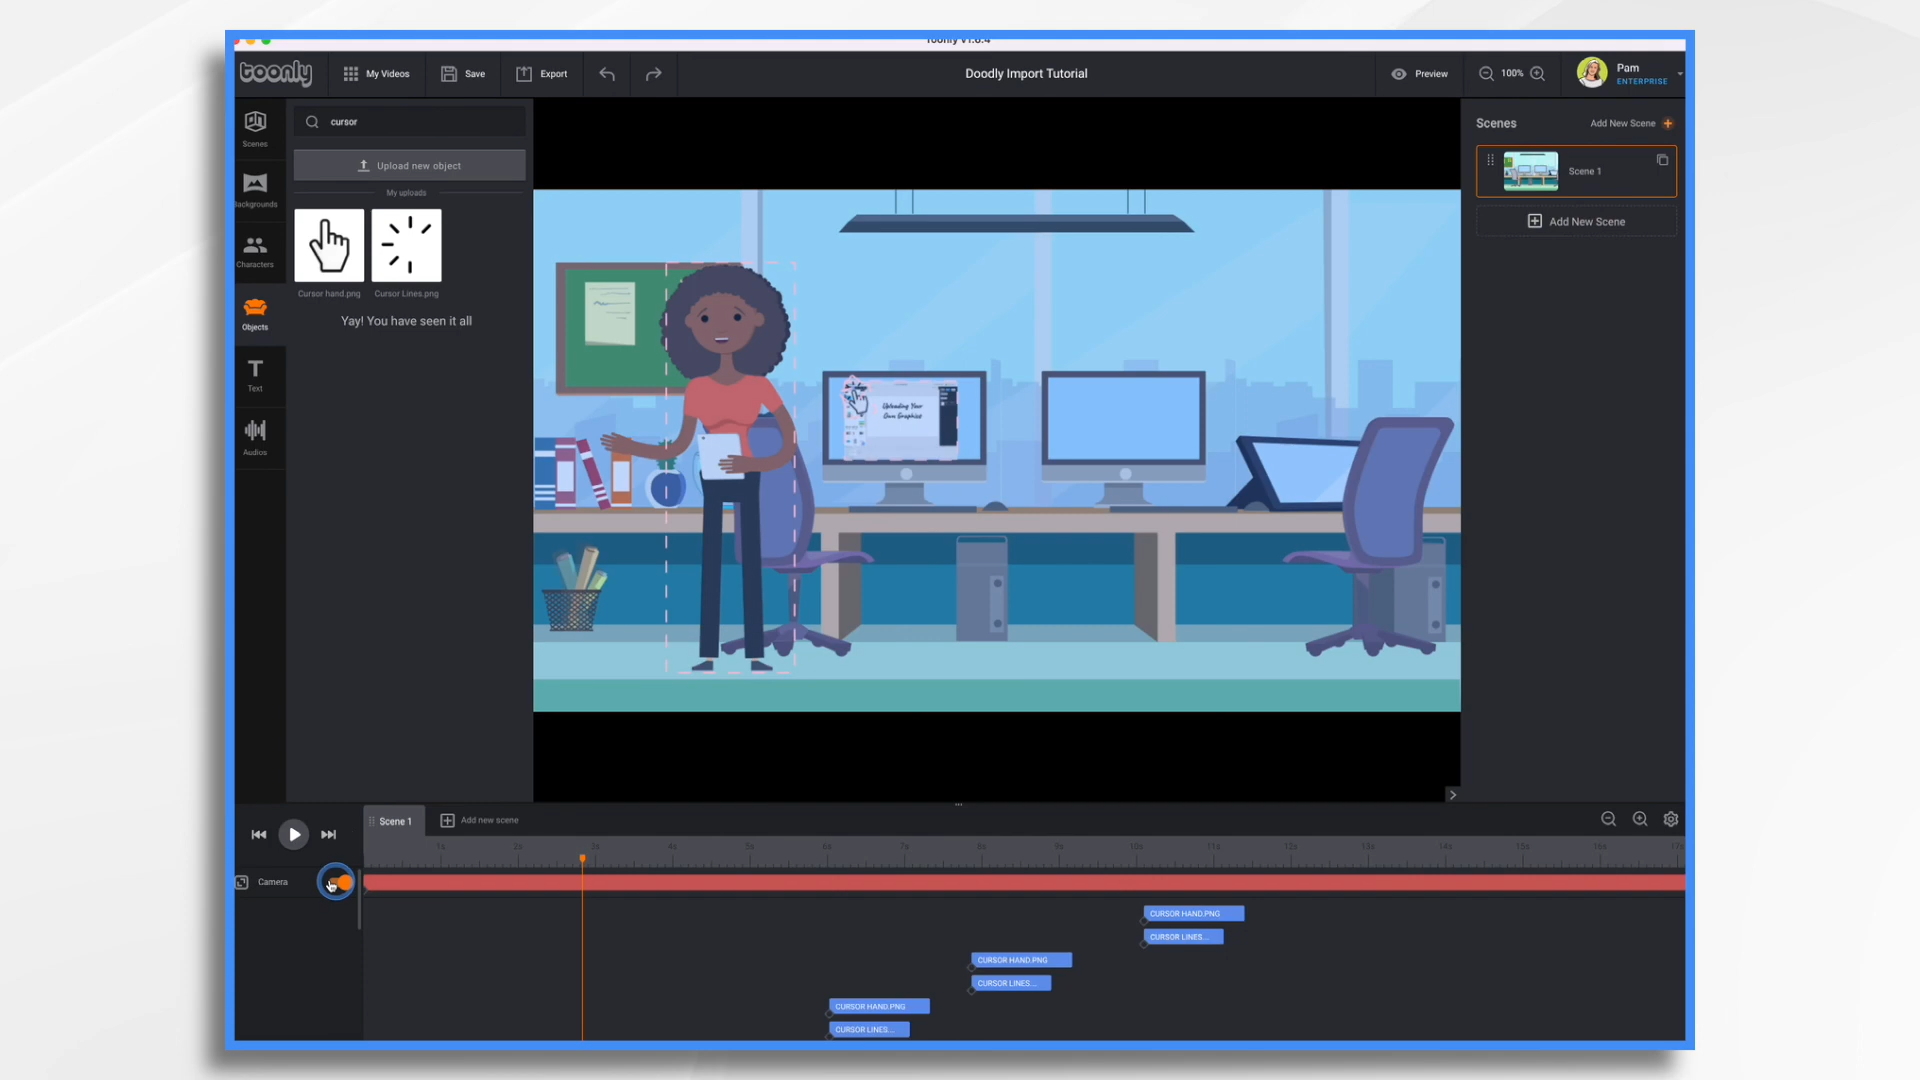 Toonly v1.6.4
toonly
My Videos
Save
Export
Doodly Import Tutorial
Preview
100%
Pam
ENTERPRISE
Scenes
Backgrounds
Characters
Objects
Text
Audios
cursor
Upload new object
My uploads
Cursor hand.png
Cursor Lines.png
Yay! You have seen it all
Uploading Your
Own Graphics
Scenes
Add New Scene
Scene 1
Add New Scene
Scene 1
Add new scene
1s 2s 3s 4s 5s 6s 7s 8s 9s 10s 11s 12s 13s 14s 15s 16s 17s
Camera
CURSOR HAND.PNG
CURSOR LINES...
CURSOR HAND.PNG
CURSOR LINES...
CURSOR HAND.PNG
CURSOR LINES...